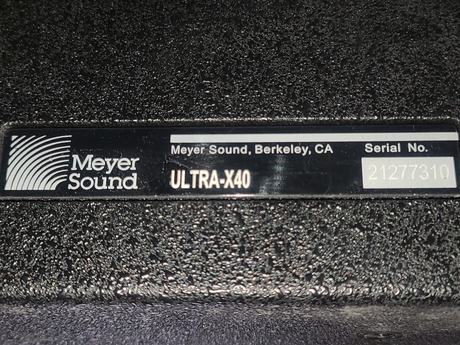 Meyer Sound, Berkeley, CA
Serial No.
Meyer
Sound
ULTRA-X40
21277310